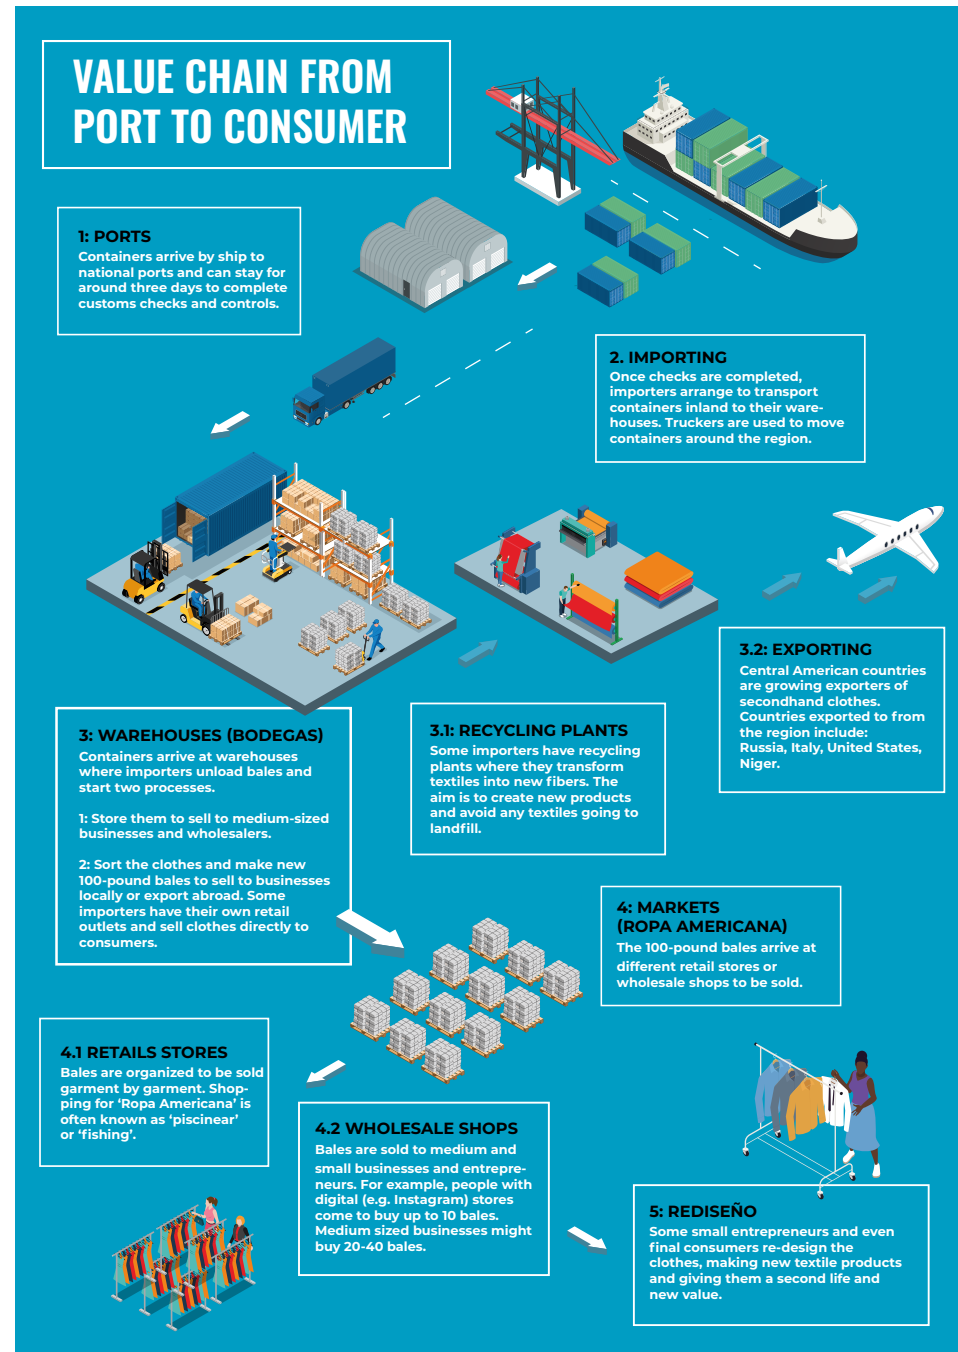 VALUE CHAIN FROM
PORT TO CONSUMER
1: PORTS
Containers arrive by ship to
national ports and can stay for
around three days to complete
customs checks and controls.
2. IMPORTING
Once checks are completed,
importers arrange to transport
containers inland to their ware-
houses. Truckers are used to move
containers around the region.
3: WAREHOUSES (BODEGAS)
Containers arrive at warehouses
where importers unload bales and
start two processes.
1: Store them to sell to medium-sized
businesses and wholesalers.
2: Sort the clothes and make new
100-pound bales to sell to businesses
locally or export abroad. Some
importers have their own retail
outlets and sell clothes directly to
consumers.
3.1: RECYCLING PLANTS
Some importers have recycling
plants where they transform
textiles into new fibers. The
aim is to create new products
and avoid any textiles going to
landfill.
3.2: EXPORTING
Central American countries
are growing exporters of
secondhand clothes.
Countries exported to from
the region include:
Russia, Italy, United States,
Niger.
4: MARKETS
(ROPA AMERICANA)
The 100-pound bales arrive at
different retail stores or
wholesale shops to be sold.
4.1 RETAILS STORES
Bales are organized to be sold
garment by garment. Shop-
ping for ‘Ropa Americana’ is
often known as ‘piscinear’
or ‘fishing’.
4.2 WHOLESALE SHOPS
Bales are sold to medium and
small businesses and entrepre-
neurs. For example, people with
digital (e.g. Instagram) stores
come to buy up to 10 bales.
Medium sized businesses might
buy 20-40 bales.
5: REDISEÑO
Some small entrepreneurs and even
final consumers re-design the
clothes, making new textile products
and giving them a second life and
new value.